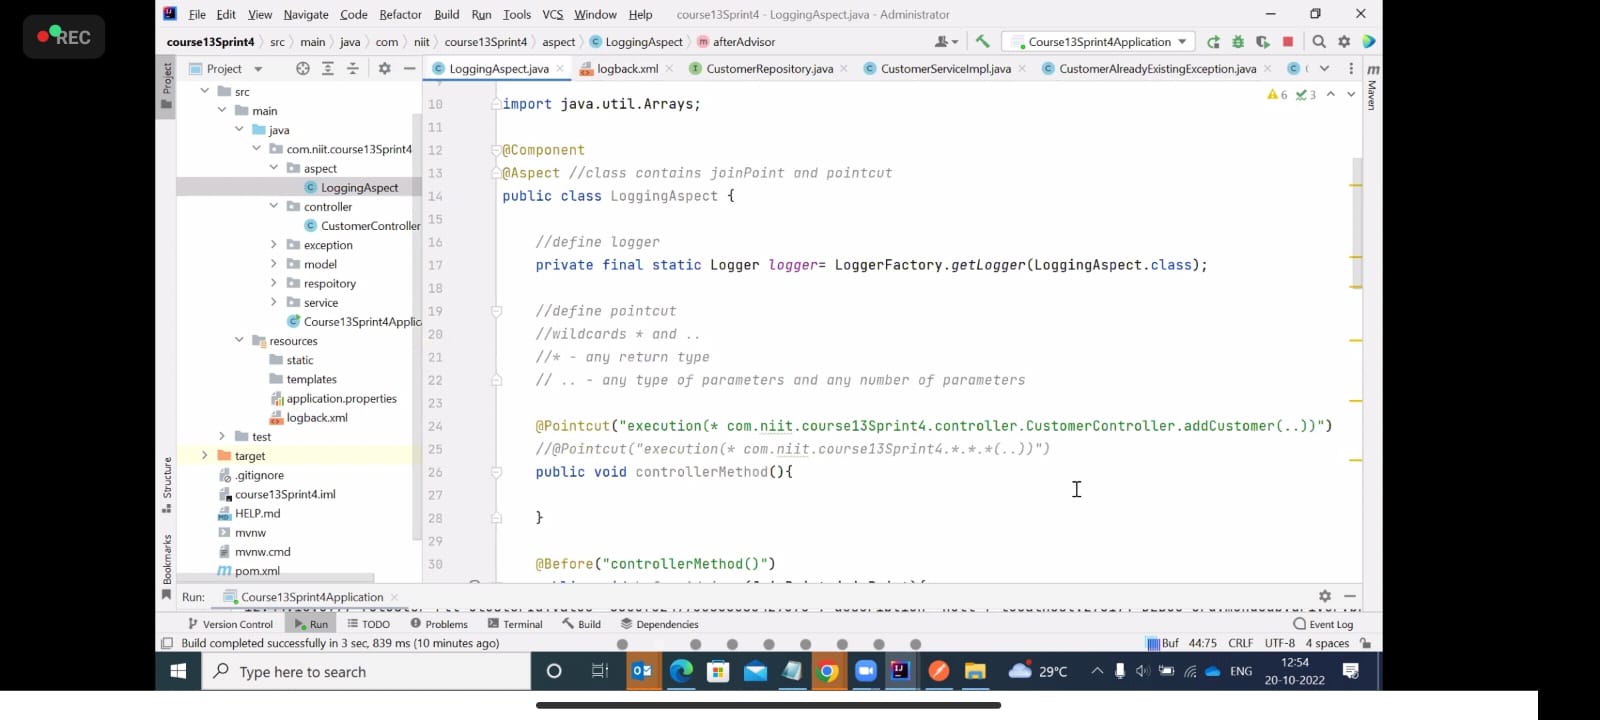 REC
File Edit View Navigate Code Refactor Build Run Tools VCS Window Help course13Sprint4 - LoggingAspect.java - Administrator
course13Sprint4 src main java com niit course13Sprint4 aspect LoggingAspect afterAdvisor Course13Sprint4Application
Project LoggingAspect.java logback.xml CustomerRepository.java CustomerServiceImpl.java CustomerAlreadyExistingException.java
Project
Structure
Bookmarks
Maven
src
main
java
com.niit.course13Sprint4
aspect
LoggingAspect
controller
CustomerController
exception
model
respoitory
service
Course13Sprint4Applic
resources
static
templates
application.properties
logback.xml
test
target
.gitignore
course13Sprint4.iml
HELP.md
mvnw
mvnw.cmd
pom.xml
6 3
10 import java.util.Arrays;
11
12 @Component
13 @Aspect //class contains joinPoint and pointcut
14 public class LoggingAspect {
15
16 //define logger
17 private final static Logger logger= LoggerFactory.getLogger(LoggingAspect.class);
18
19 //define pointcut
20 //wildcards * and ..
21 //* - any return type
22 // .. - any type of parameters and any number of parameters
23
24 @Pointcut("execution(* com.niit.course13Sprint4.controller.CustomerController.addCustomer(..))")
25 //@Pointcut("execution(* com.niit.course13Sprint4.*.*.*(..))")
26 public void controllerMethod(){
27
28 }
29
30 @Before("controllerMethod()")
Run: Course13Sprint4Application
Version Control Run TODO Problems Terminal Build Dependencies Event Log
Build completed successfully in 3 sec, 839 ms (10 minutes ago) Buf 44:75 CRLF UTF-8 4 spaces
Type here to search 29°C ENG 12:54
20-10-2022